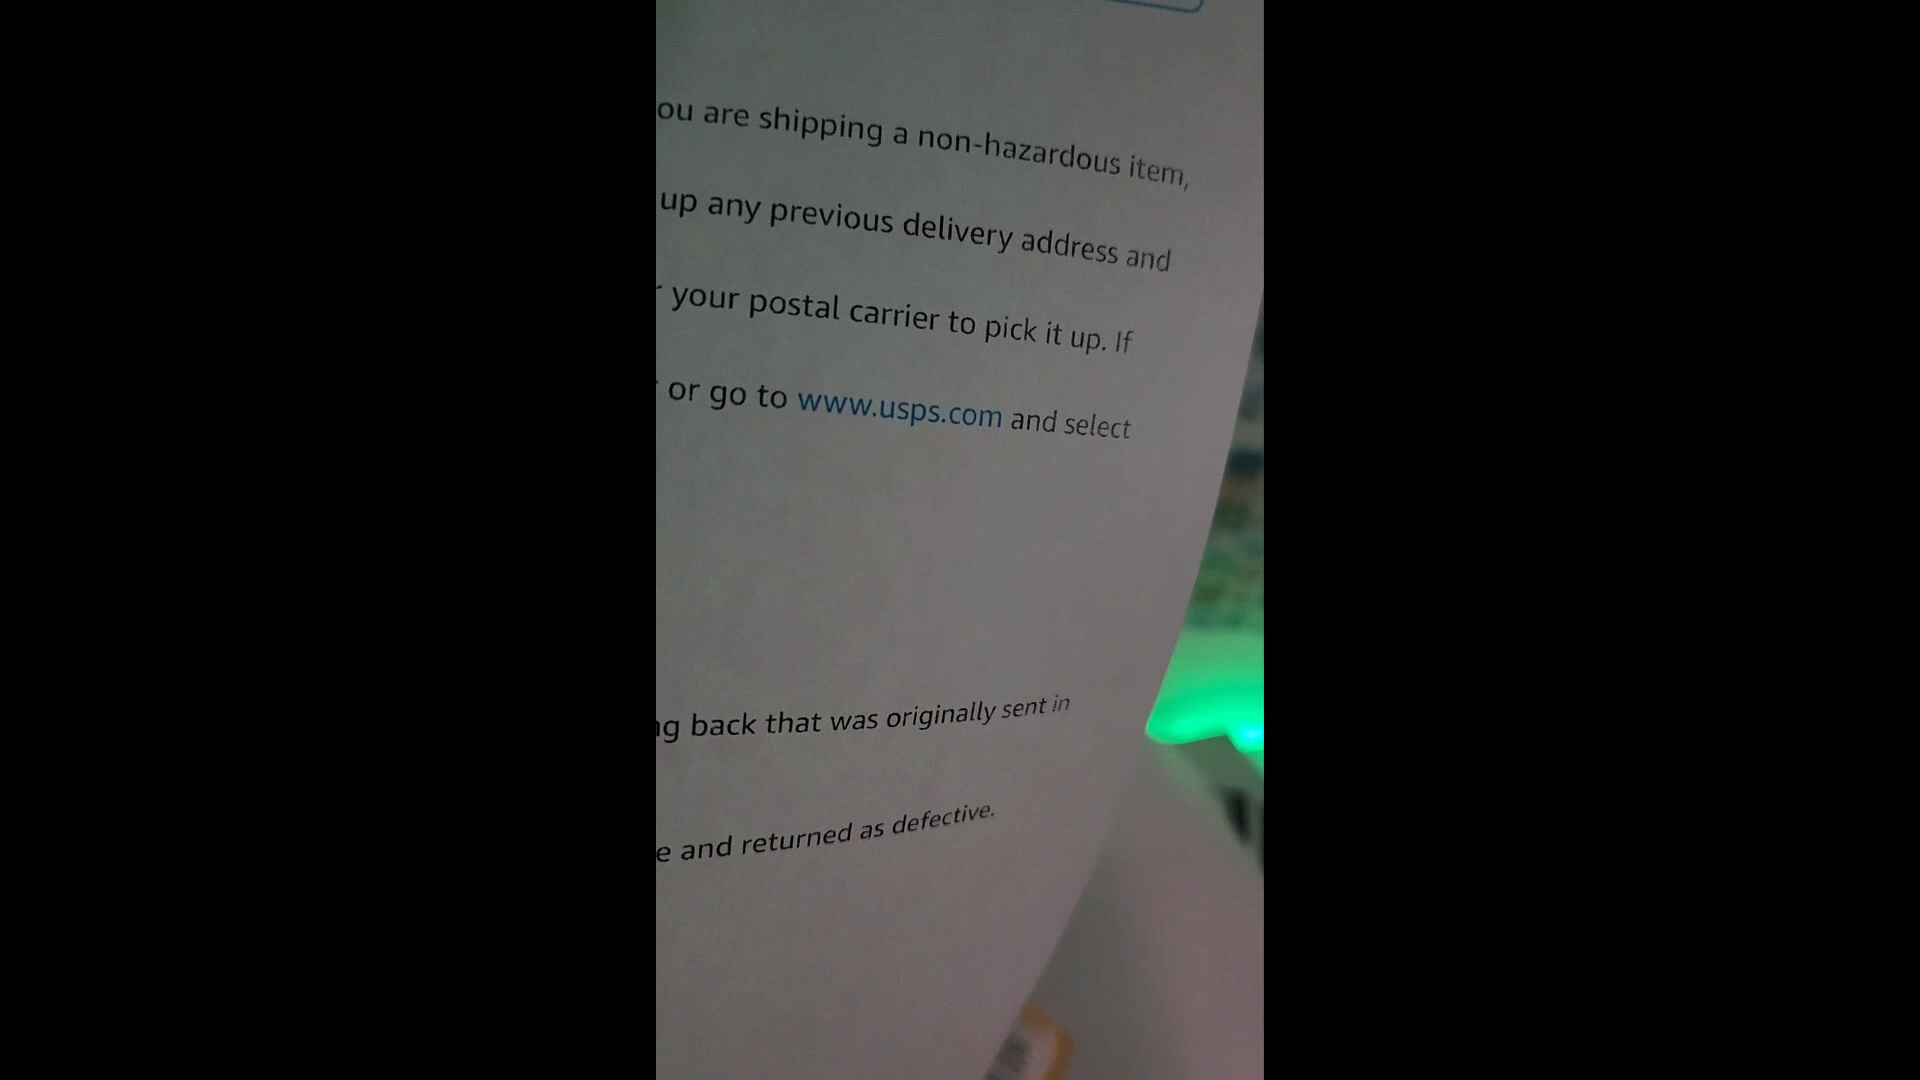 ou are shipping a non-hazardous item,
up any previous delivery address and
your postal carrier to pick it up. If
or go to www.usps.com and select
ng back that was originally sent in
e and returned as defective.